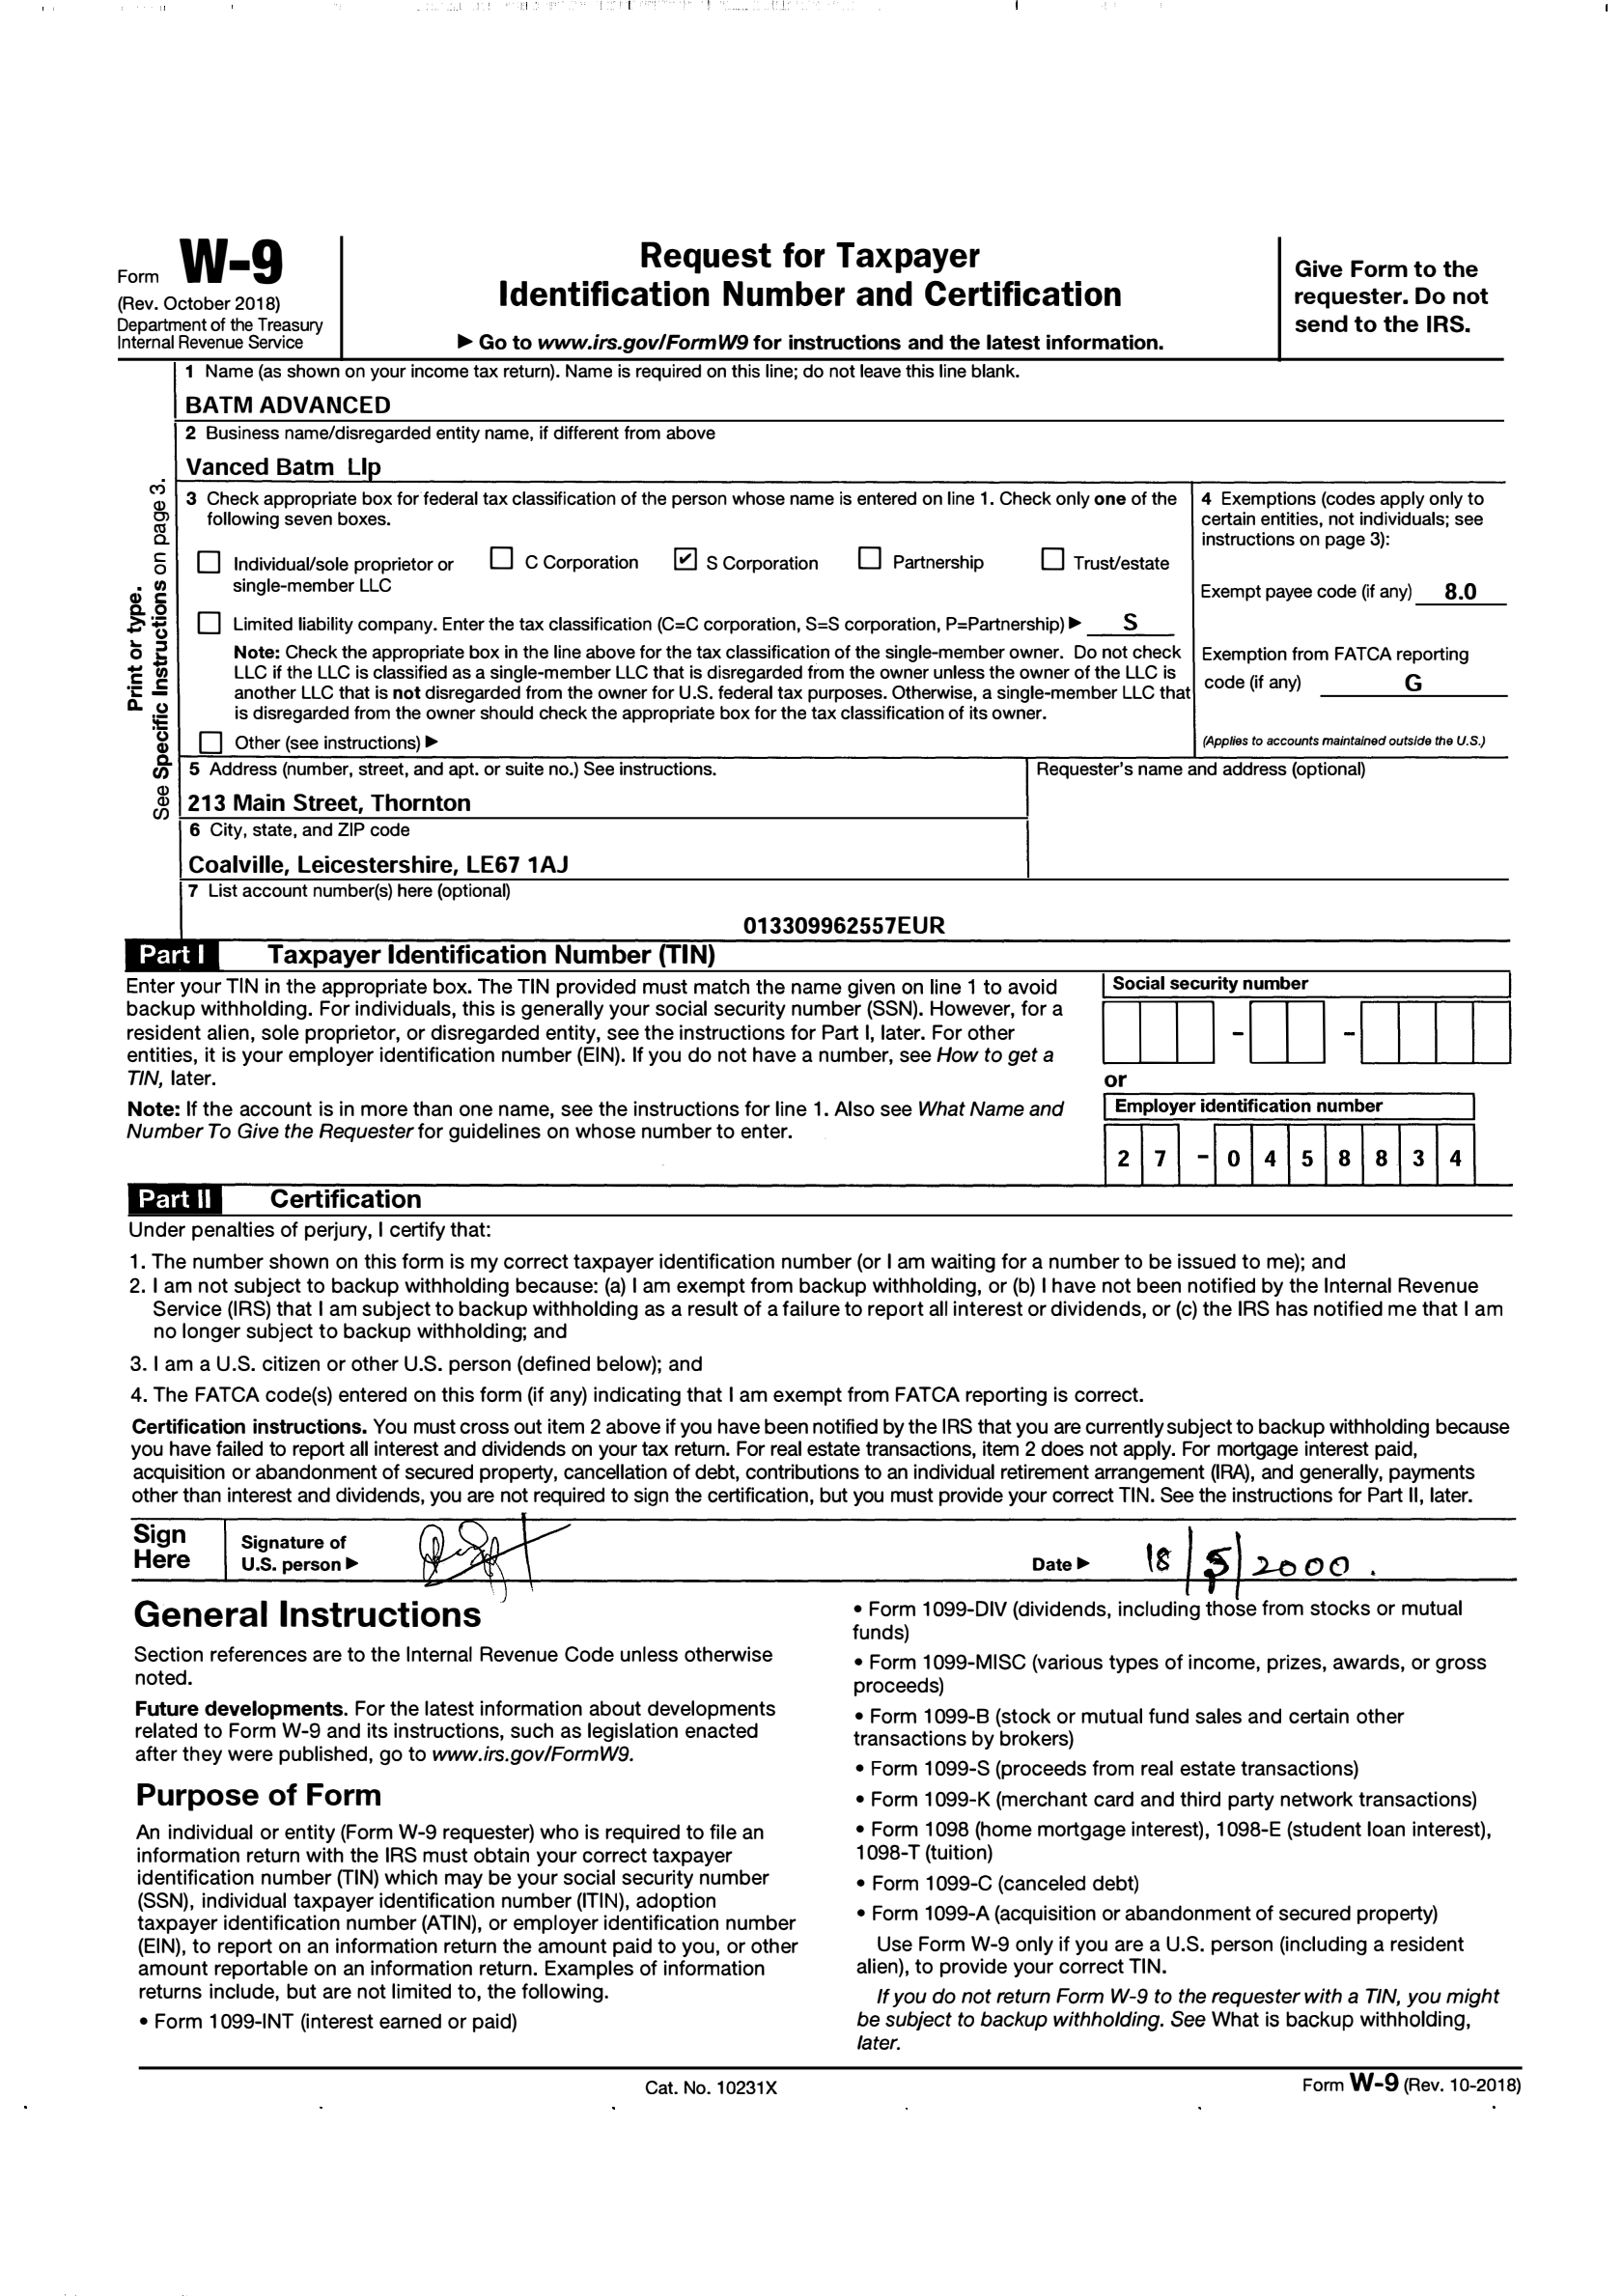 Form W-9
(Rev. October 2018)
Department of the Treasury
Internal Revenue Service
Request for Taxpayer
Identification Number and Certification
▶ Go to www.irs.gov/FormW9 for instructions and the latest information.
Give Form to the
requester. Do not
send to the IRS.
Print or type.
See Specific Instructions on page 3.
1 Name (as shown on your income tax return). Name is required on this line; do not leave this line blank.
BATM ADVANCED
2 Business name/disregarded entity name, if different from above
Vanced Batm Llp
3 Check appropriate box for federal tax classification of the person whose name is entered on line 1. Check only one of the
following seven boxes.
☐ Individual/sole proprietor or ☐ C Corporation ☑ S Corporation ☐ Partnership ☐ Trust/estate
single-member LLC
☐ Limited liability company. Enter the tax classification (C=C corporation, S=S corporation, P=Partnership) ▶ S
Note: Check the appropriate box in the line above for the tax classification of the single-member owner. Do not check
LLC if the LLC is classified as a single-member LLC that is disregarded from the owner unless the owner of the LLC is
another LLC that is not disregarded from the owner for U.S. federal tax purposes. Otherwise, a single-member LLC that
is disregarded from the owner should check the appropriate box for the tax classification of its owner.
☐ Other (see instructions) ▶
4 Exemptions (codes apply only to
certain entities, not individuals; see
instructions on page 3):
Exempt payee code (if any) 8.0
Exemption from FATCA reporting
code (if any) G
(Applies to accounts maintained outside the U.S.)
5 Address (number, street, and apt. or suite no.) See instructions.
213 Main Street, Thornton
Requester's name and address (optional)
6 City, state, and ZIP code
Coalville, Leicestershire, LE67 1AJ
7 List account number(s) here (optional)
013309962557EUR
Part I Taxpayer Identification Number (TIN)
Enter your TIN in the appropriate box. The TIN provided must match the name given on line 1 to avoid
backup withholding. For individuals, this is generally your social security number (SSN). However, for a
resident alien, sole proprietor, or disregarded entity, see the instructions for Part I, later. For other
entities, it is your employer identification number (EIN). If you do not have a number, see How to get a
TIN, later.
Note: If the account is in more than one name, see the instructions for line 1. Also see What Name and
Number To Give the Requester for guidelines on whose number to enter.
Social security number
– –
or
Employer identification number
2 7 – 0 4 5 8 8 3 4
Part II Certification
Under penalties of perjury, I certify that:
1. The number shown on this form is my correct taxpayer identification number (or I am waiting for a number to be issued to me); and
2. I am not subject to backup withholding because: (a) I am exempt from backup withholding, or (b) I have not been notified by the Internal Revenue
Service (IRS) that I am subject to backup withholding as a result of a failure to report all interest or dividends, or (c) the IRS has notified me that I am
no longer subject to backup withholding; and
3. I am a U.S. citizen or other U.S. person (defined below); and
4. The FATCA code(s) entered on this form (if any) indicating that I am exempt from FATCA reporting is correct.
Certification instructions. You must cross out item 2 above if you have been notified by the IRS that you are currently subject to backup withholding because
you have failed to report all interest and dividends on your tax return. For real estate transactions, item 2 does not apply. For mortgage interest paid,
acquisition or abandonment of secured property, cancellation of debt, contributions to an individual retirement arrangement (IRA), and generally, payments
other than interest and dividends, you are not required to sign the certification, but you must provide your correct TIN. See the instructions for Part II, later.
Sign
Here
Signature of
U.S. person ▶
Date ▶ 18/5/2000.
General Instructions
Section references are to the Internal Revenue Code unless otherwise
noted.
Future developments. For the latest information about developments
related to Form W-9 and its instructions, such as legislation enacted
after they were published, go to www.irs.gov/FormW9.
Purpose of Form
An individual or entity (Form W-9 requester) who is required to file an
information return with the IRS must obtain your correct taxpayer
identification number (TIN) which may be your social security number
(SSN), individual taxpayer identification number (ITIN), adoption
taxpayer identification number (ATIN), or employer identification number
(EIN), to report on an information return the amount paid to you, or other
amount reportable on an information return. Examples of information
returns include, but are not limited to, the following.
• Form 1099-INT (interest earned or paid)
• Form 1099-DIV (dividends, including those from stocks or mutual
funds)
• Form 1099-MISC (various types of income, prizes, awards, or gross
proceeds)
• Form 1099-B (stock or mutual fund sales and certain other
transactions by brokers)
• Form 1099-S (proceeds from real estate transactions)
• Form 1099-K (merchant card and third party network transactions)
• Form 1098 (home mortgage interest), 1098-E (student loan interest),
1098-T (tuition)
• Form 1099-C (canceled debt)
• Form 1099-A (acquisition or abandonment of secured property)
Use Form W-9 only if you are a U.S. person (including a resident
alien), to provide your correct TIN.
If you do not return Form W-9 to the requester with a TIN, you might
be subject to backup withholding. See What is backup withholding,
later.
Cat. No. 10231X
Form W-9 (Rev. 10-2018)